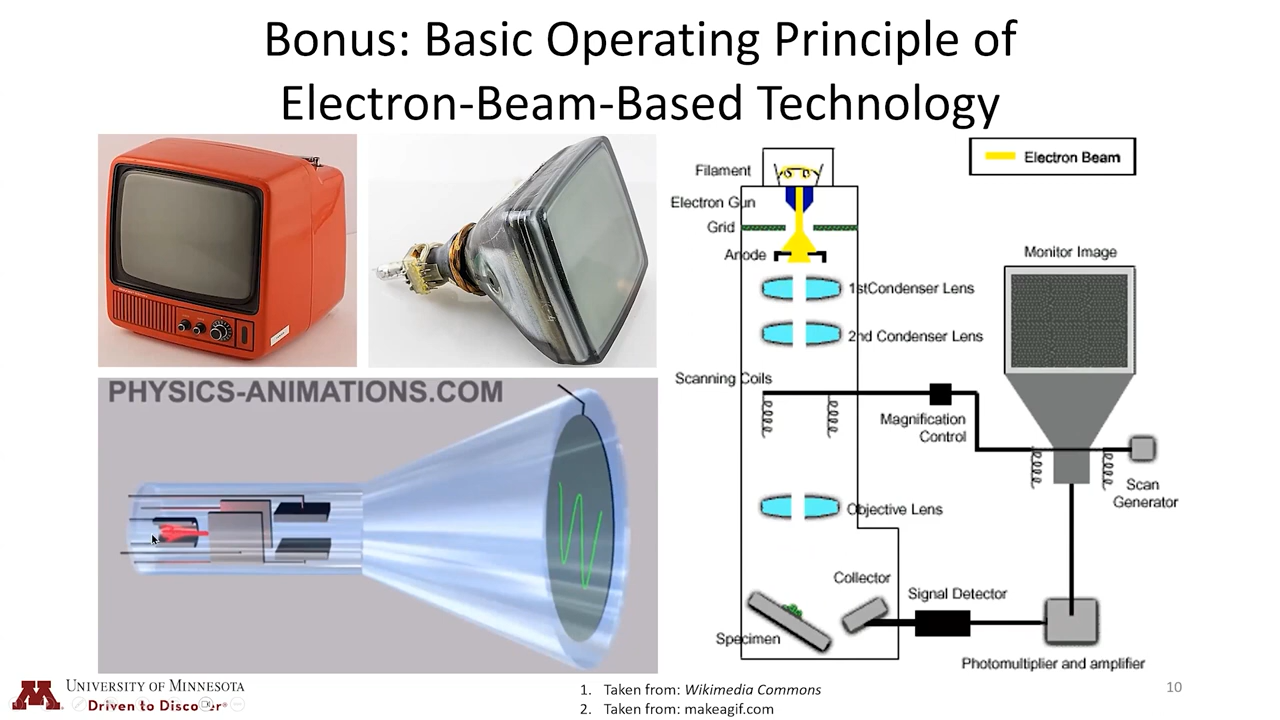 Bonus: Basic Operating Principle of
Electron-Beam-Based Technology
PHYSICS-ANIMATIONS.COM
Electron Beam
Filament
Electron Gun
Grid
Anode
Monitor Image
1stCondenser Lens
2nd Condenser Lens
Scanning Coils
Magnification
Control
Scan
Generator
Objective Lens
Collector
Signal Detector
Specimen
Photomultiplier and amplifier
M
UNIVERSITY OF MINNESOTA
Driven to Discover℠
1. Taken from: Wikimedia Commons
2. Taken from: makeagif.com
10